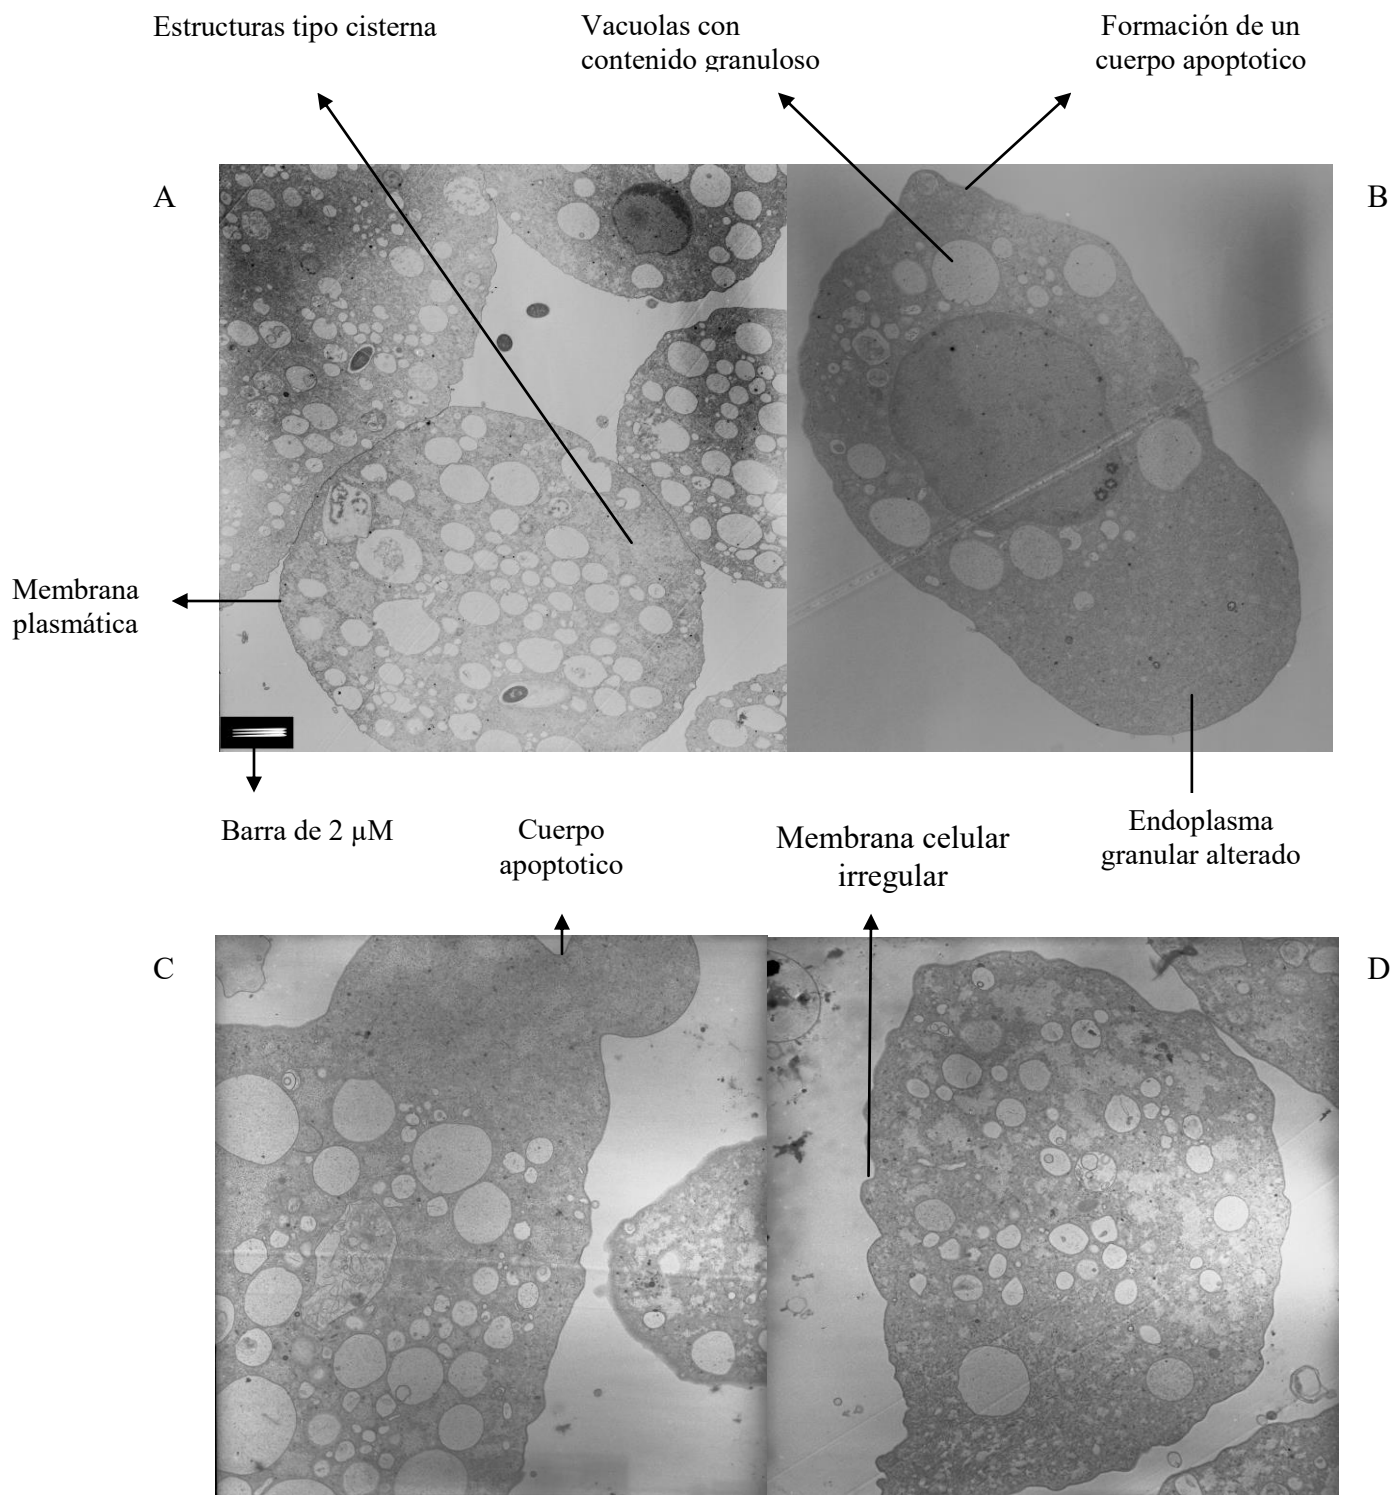 Estructuras tipo cisterna
Vacuolas con
contenido granuloso
Formación de un
cuerpo apoptotico
A
B
Membrana
plasmática
Barra de 2 µM
Cuerpo
apoptotico
Membrana celular
irregular
Endoplasma
granular alterado
C
D